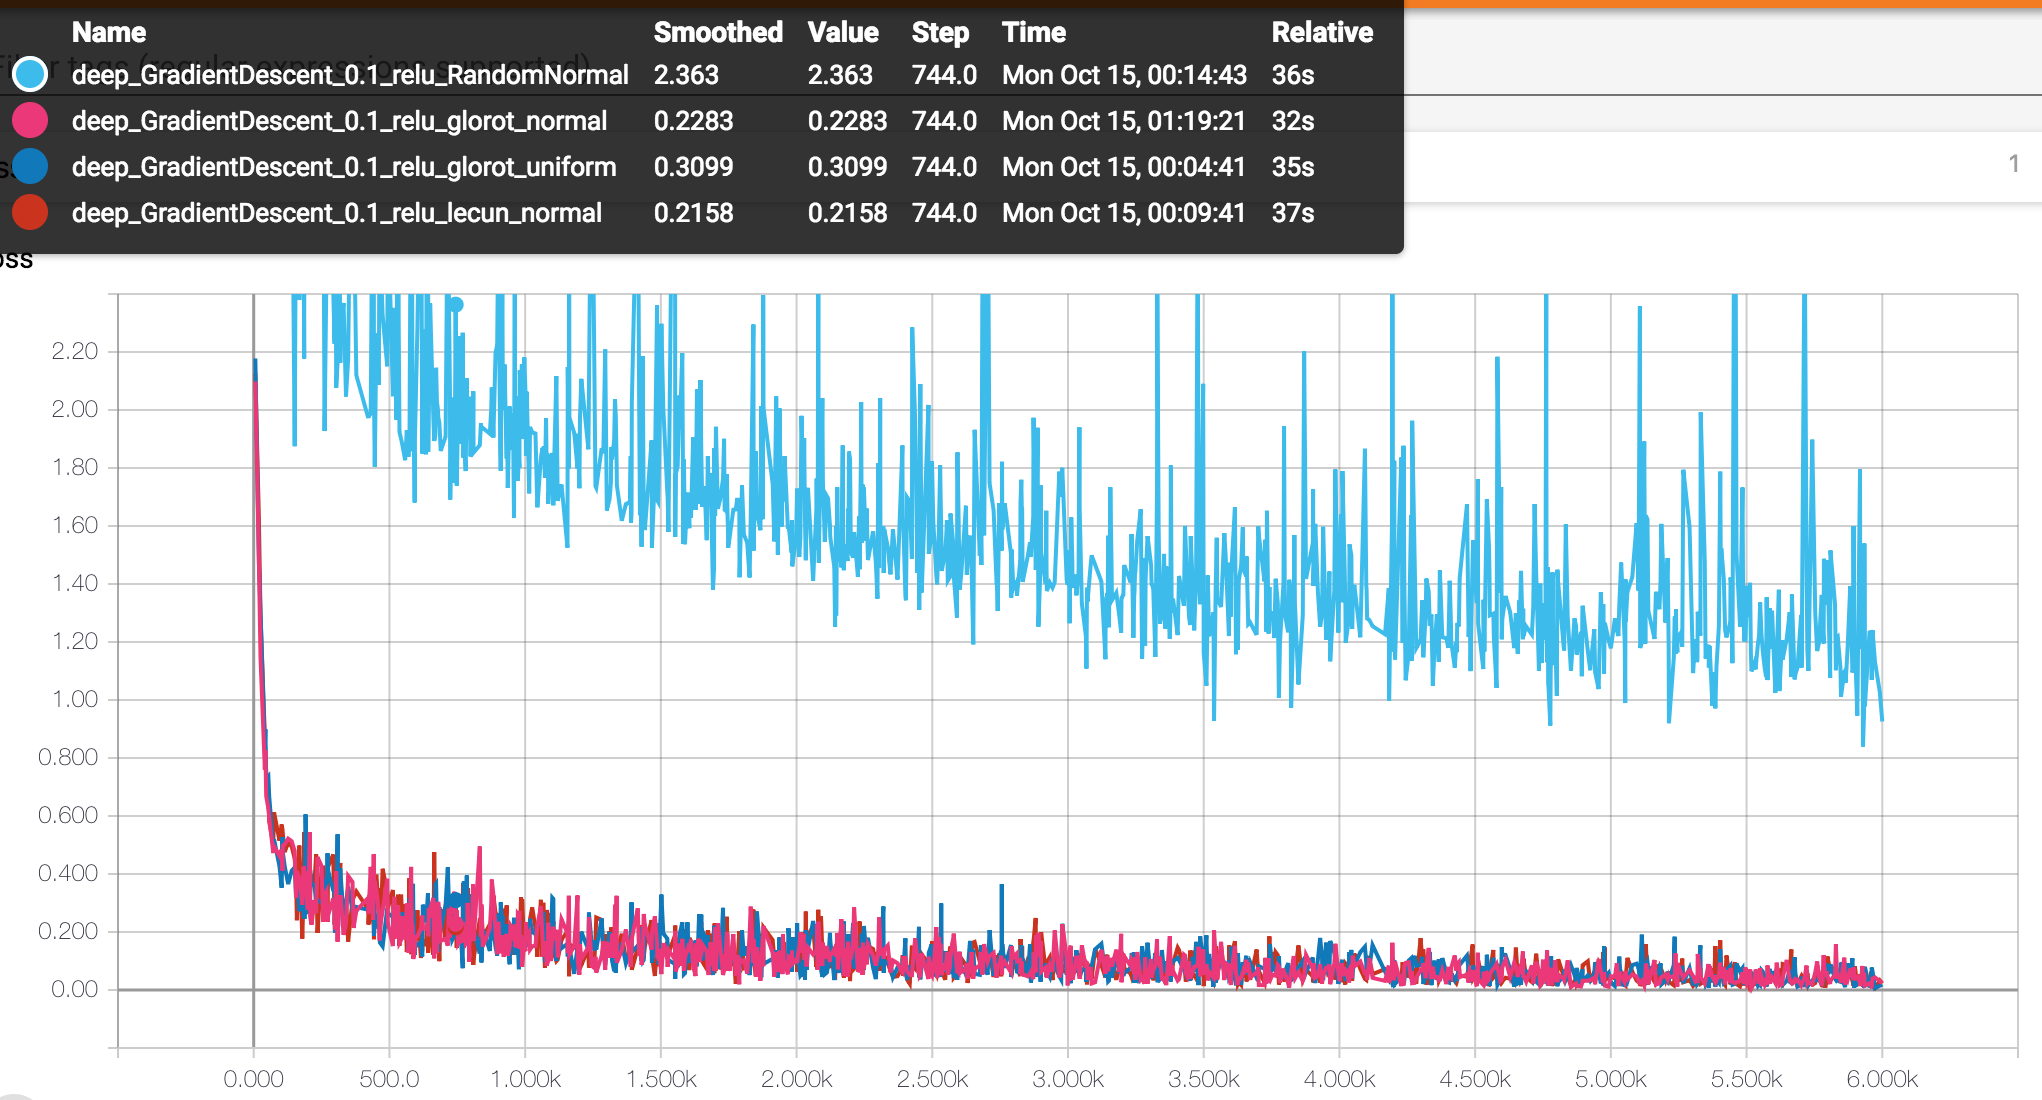 Name Smoothed Value Step Time Relative
Filter tags (regular expressions supported)
deep_GradientDescent_0.1_relu_RandomNormal 2.363 2.363 744.0 Mon Oct 15, 00:14:43 36s
deep_GradientDescent_0.1_relu_glorot_normal 0.2283 0.2283 744.0 Mon Oct 15, 01:19:21 32s
deep_GradientDescent_0.1_relu_glorot_uniform 0.3099 0.3099 744.0 Mon Oct 15, 00:04:41 35s
1
deep_GradientDescent_0.1_relu_lecun_normal 0.2158 0.2158 744.0 Mon Oct 15, 00:09:41 37s
oss
2.20
2.00
1.80
1.60
1.40
1.20
1.00
0.800
0.600
0.400
0.200
0.00
0.000 500.0 1.000k 1.500k 2.000k 2.500k 3.000k 3.500k 4.000k 4.500k 5.000k 5.500k 6.000k